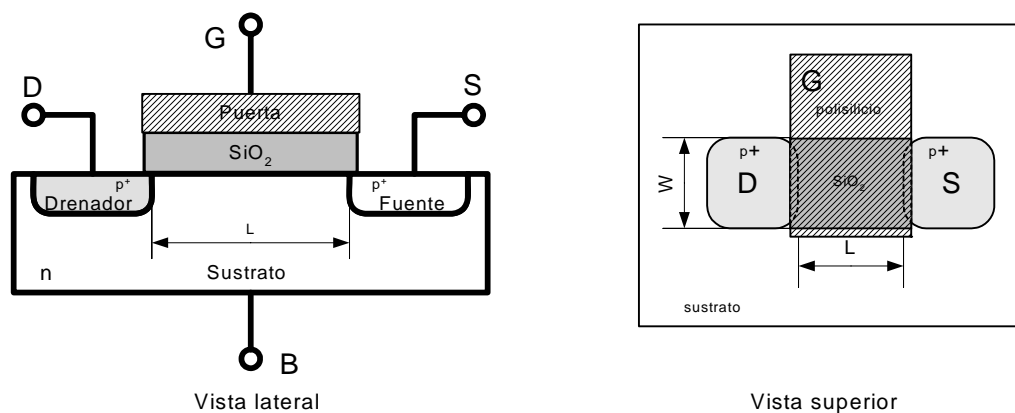 G
D
S
Puerta
SiO2
p+
p+
Drenador
Fuente
L
n
Sustrato
B
Vista lateral
G
polisilicio
p+
p+
W
D
SiO2
S
L
sustrato
Vista superior